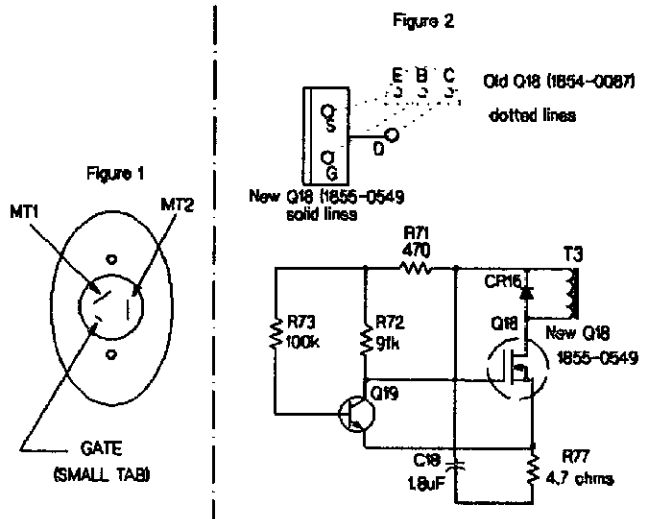 Figure 1
MT1
MT2
GATE
(SMALL TAB)
Figure 2
E B C
Old Q18 (1854-0087)
dotted lines
S
D
G
New Q18 (1855-0549
solid lines
R71
470
T3
CR16
R73
100k
R72
91k
Q18
New Q18
1855-0549
Q19
C18
1.8uF
R77
4.7 ohms